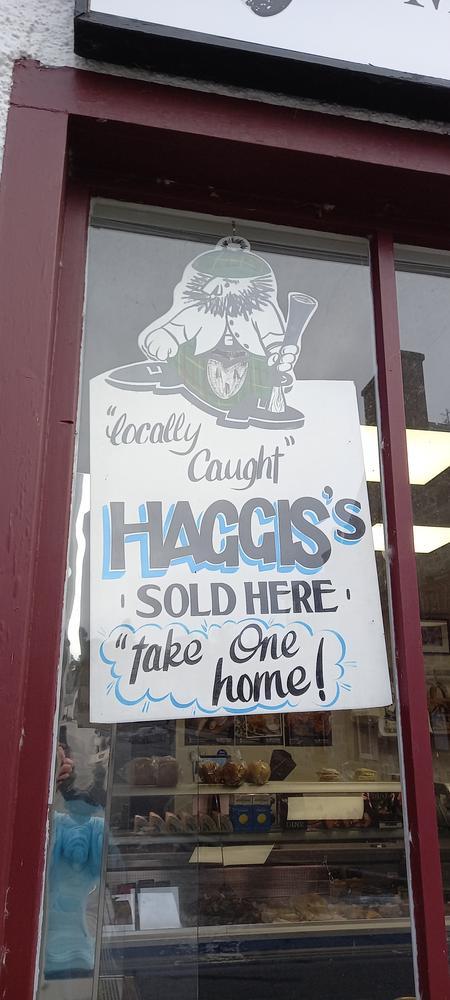 "locally
Caught"
HAGGIS's
· SOLD HERE ·
"take One
home!